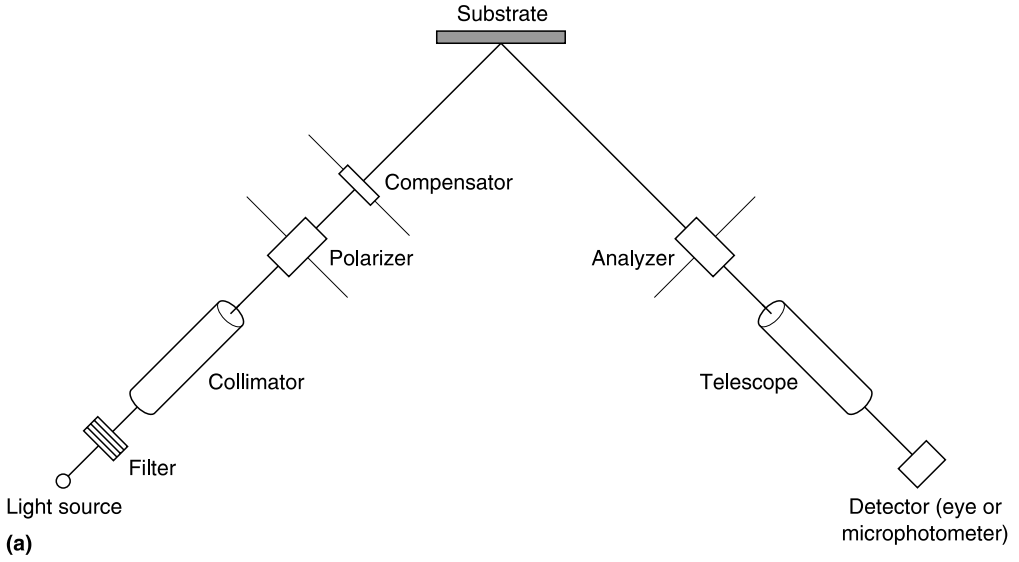 Substrate
Compensator
Polarizer
Analyzer
Collimator
Telescope
Filter
Light source
Detector (eye or
microphotometer)
(a)